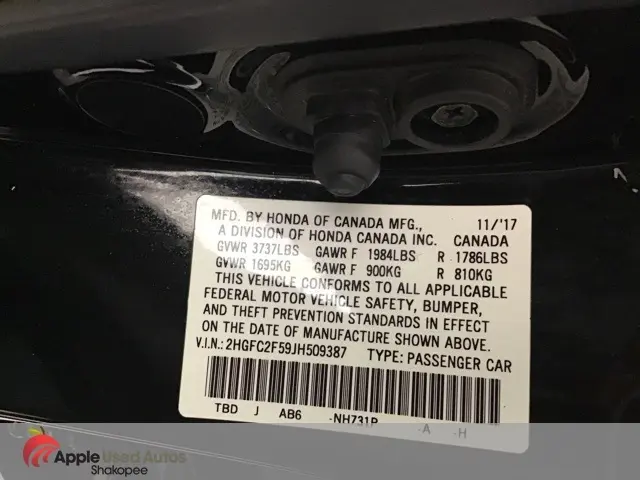 MFD. BY HONDA OF CANADA MFG., 11/'17
A DIVISION OF HONDA CANADA INC. CANADA
GVWR 3737LBS GAWR F 1984LBS R 1786LBS
GVWR 1695KG GAWR F 900KG R 810KG
THIS VEHICLE CONFORMS TO ALL APPLICABLE
FEDERAL MOTOR VEHICLE SAFETY, BUMPER,
AND THEFT PREVENTION STANDARDS IN EFFECT
ON THE DATE OF MANUFACTURE SHOWN ABOVE.
V.I.N.: 2HGFC2F59JH509387 TYPE: PASSENGER CAR
TBD J AB6 -NH731P -A -H
Apple Used Autos
Shakopee